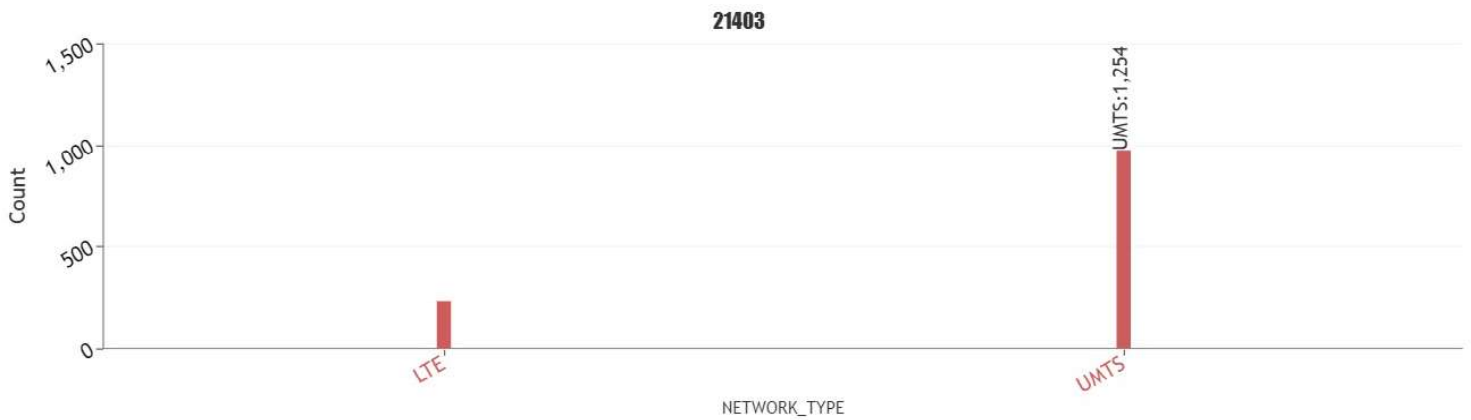 21403
Count
1,500
1,000
500
0
UMTS:1,254
LTE
UMTS
NETWORK_TYPE